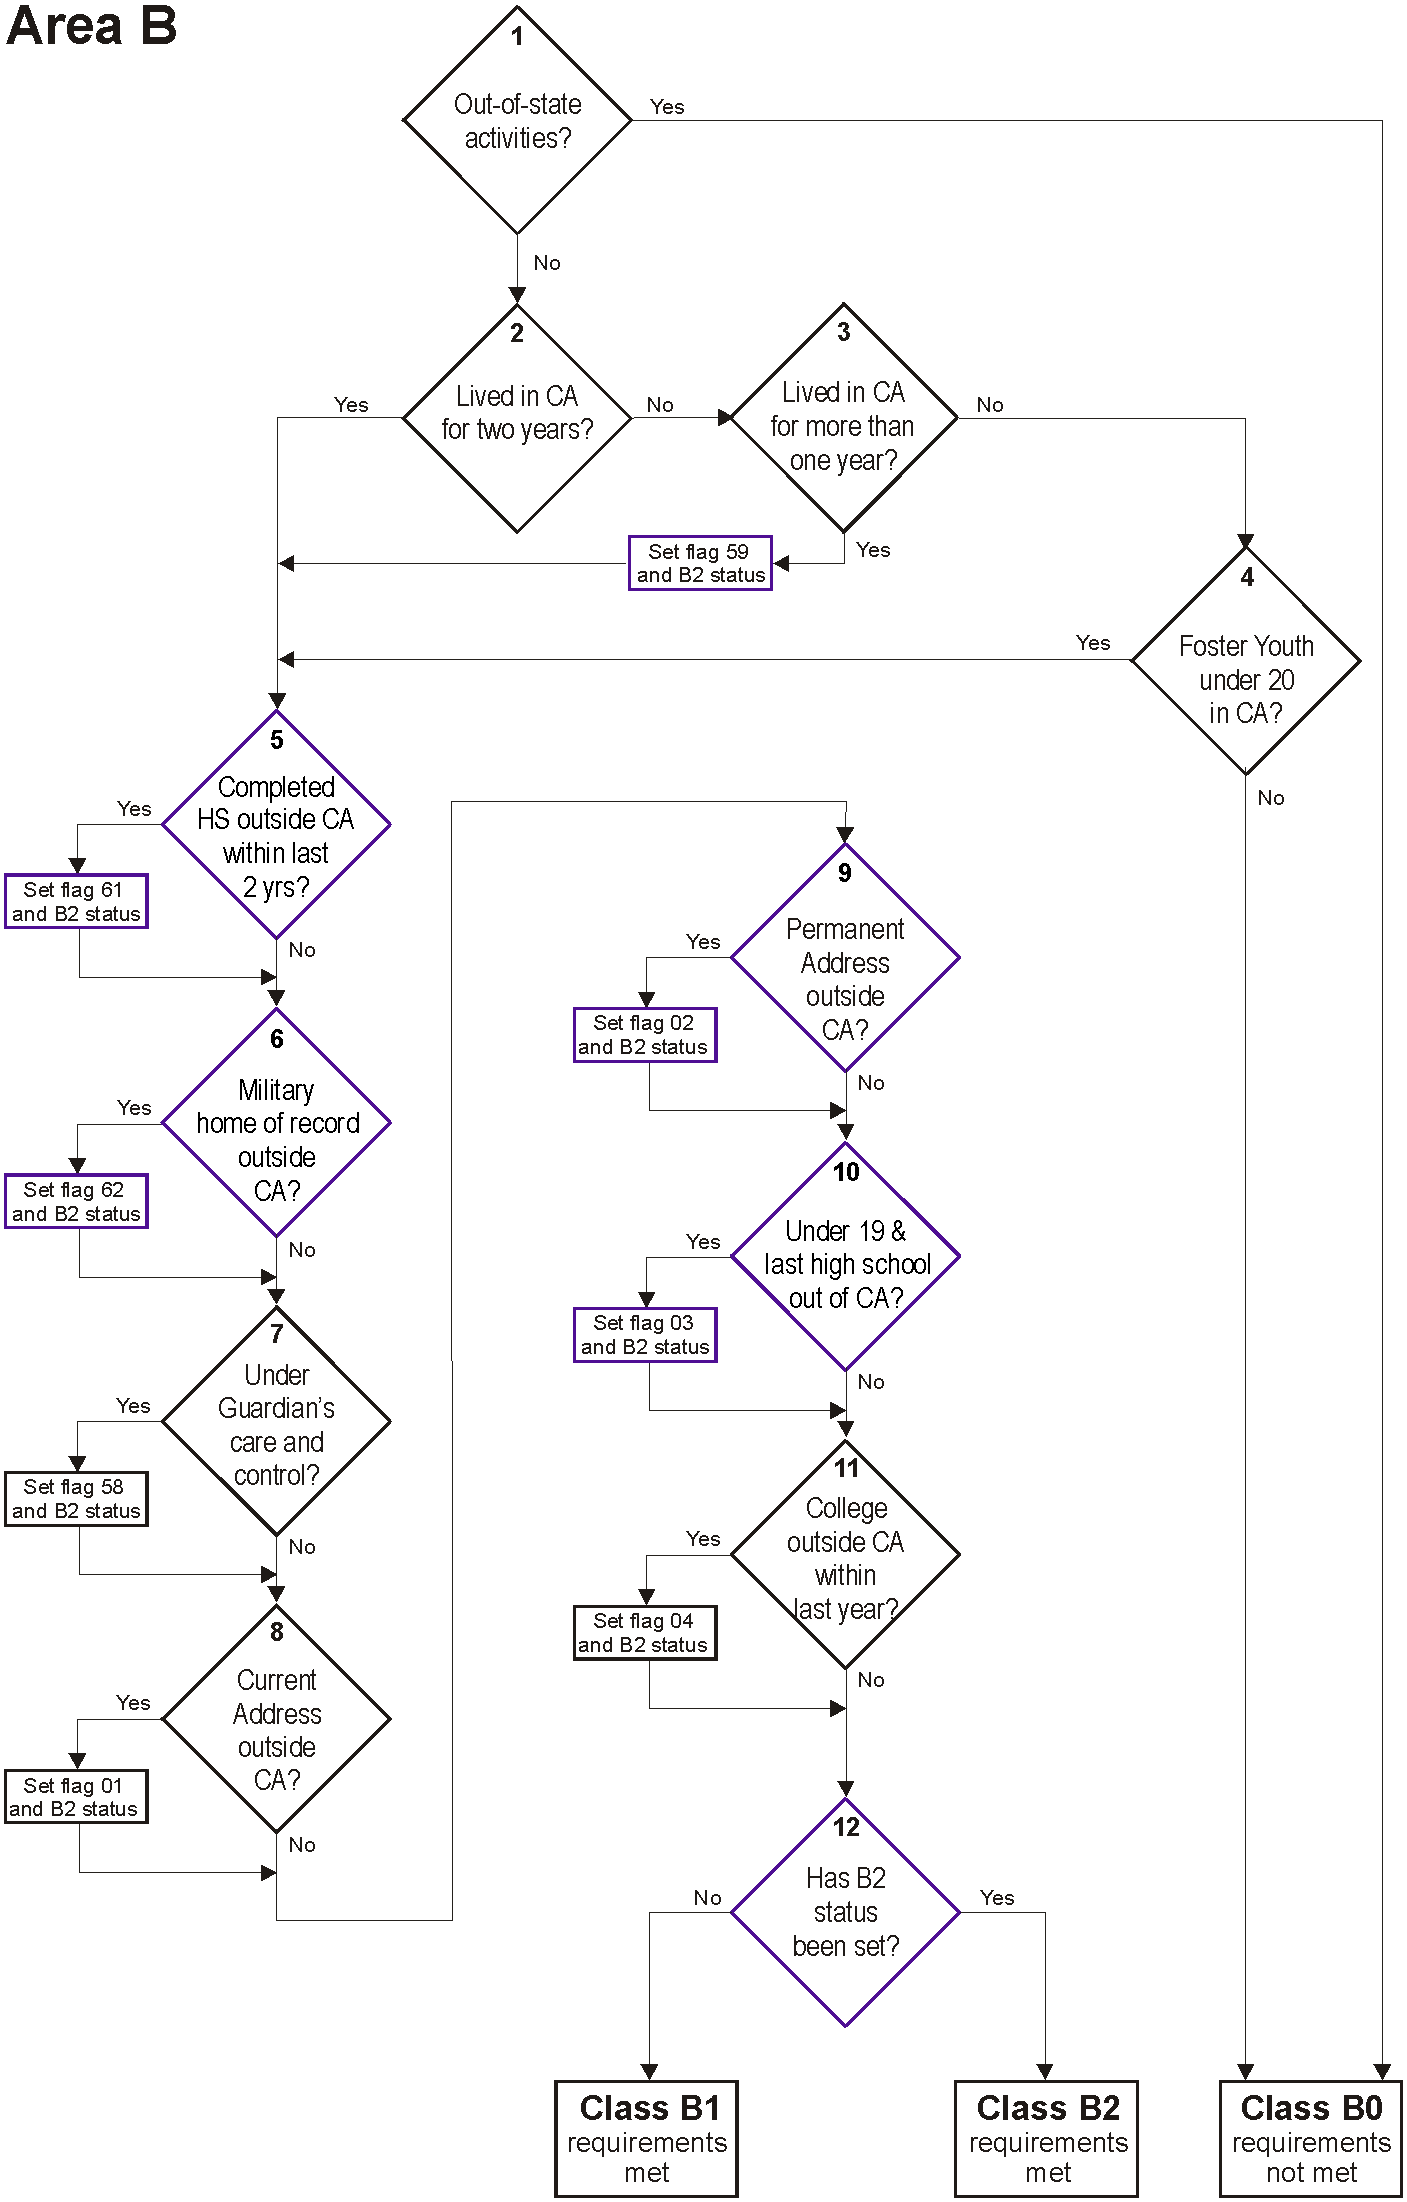 Area B
1
Out-of-state
activities?
Yes
No
2
Lived in CA
for two years?
Yes
No
3
Lived in CA
for more than
one year?
No
Yes
Set flag 59
and B2 status
4
Foster Youth
under 20
in CA?
Yes
No
5
Completed
HS outside CA
within last
2 yrs?
Yes
Set flag 61
and B2 status
No
6
Military
home of record
outside
CA?
Yes
Set flag 62
and B2 status
No
7
Under
Guardian's
care and
control?
Yes
Set flag 58
and B2 status
No
8
Current
Address
outside
CA?
Yes
Set flag 01
and B2 status
No
9
Permanent
Address
outside
CA?
Yes
Set flag 02
and B2 status
No
10
Under 19 &
last high school
out of CA?
Yes
Set flag 03
and B2 status
No
11
College
outside CA
within
last year?
Yes
Set flag 04
and B2 status
No
12
Has B2
status
been set?
No
Yes
Class B1
requirements
met
Class B2
requirements
met
Class B0
requirements
not met